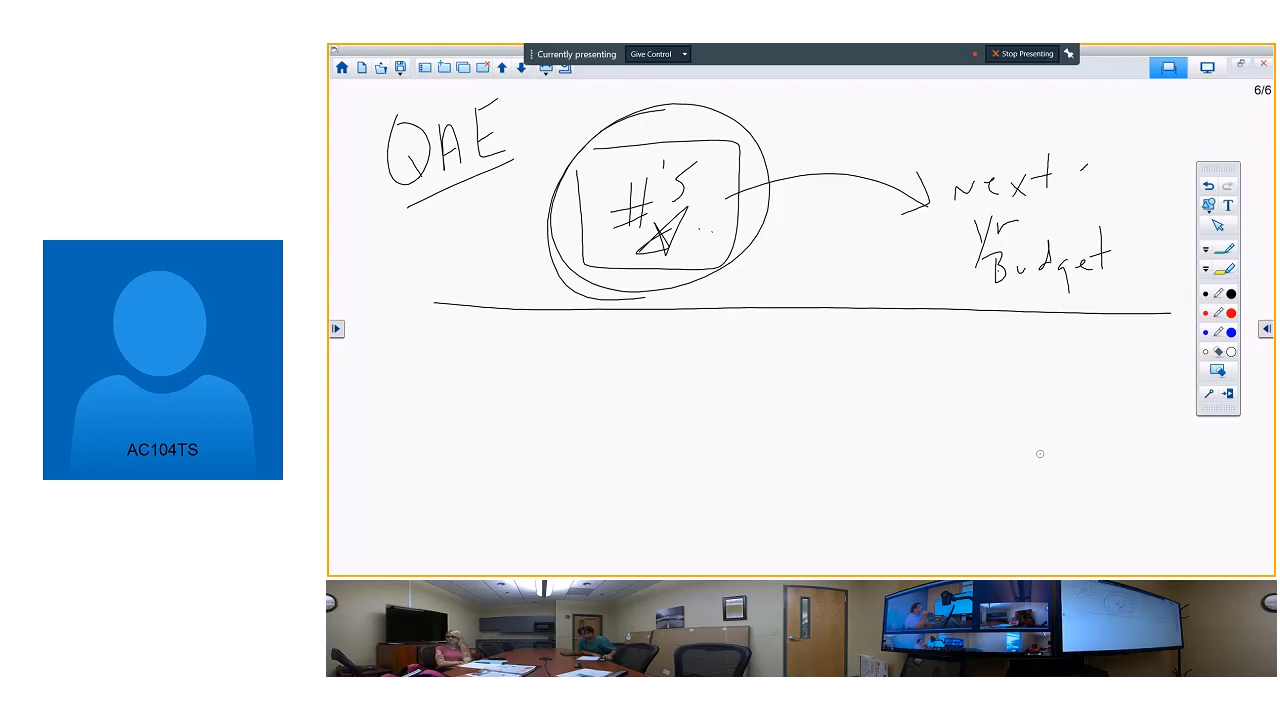 Currently presenting
Give Control
Stop Presenting
6/6
QAE
#'s
Next
Yr
Budget
AC104TS